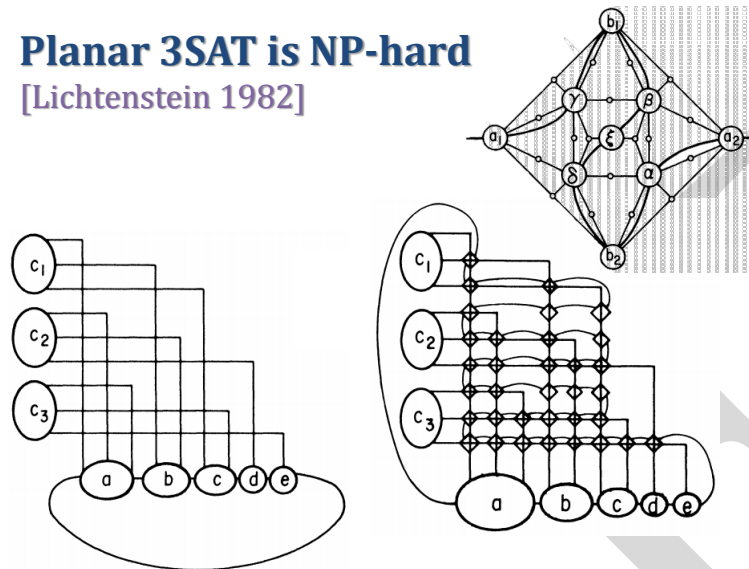 Planar 3SAT is NP-hard
[Lichtenstein 1982]
b1
γ
β
a1
ξ
a2
δ
α
b2
c1
c2
c3
a b c d e
c1
c2
c3
a b c d e